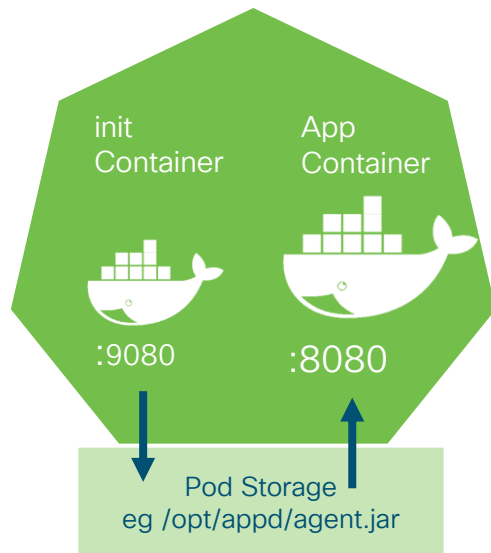 init
Container
App
Container
:9080
:8080
Pod Storage
eg /opt/appd/agent.jar